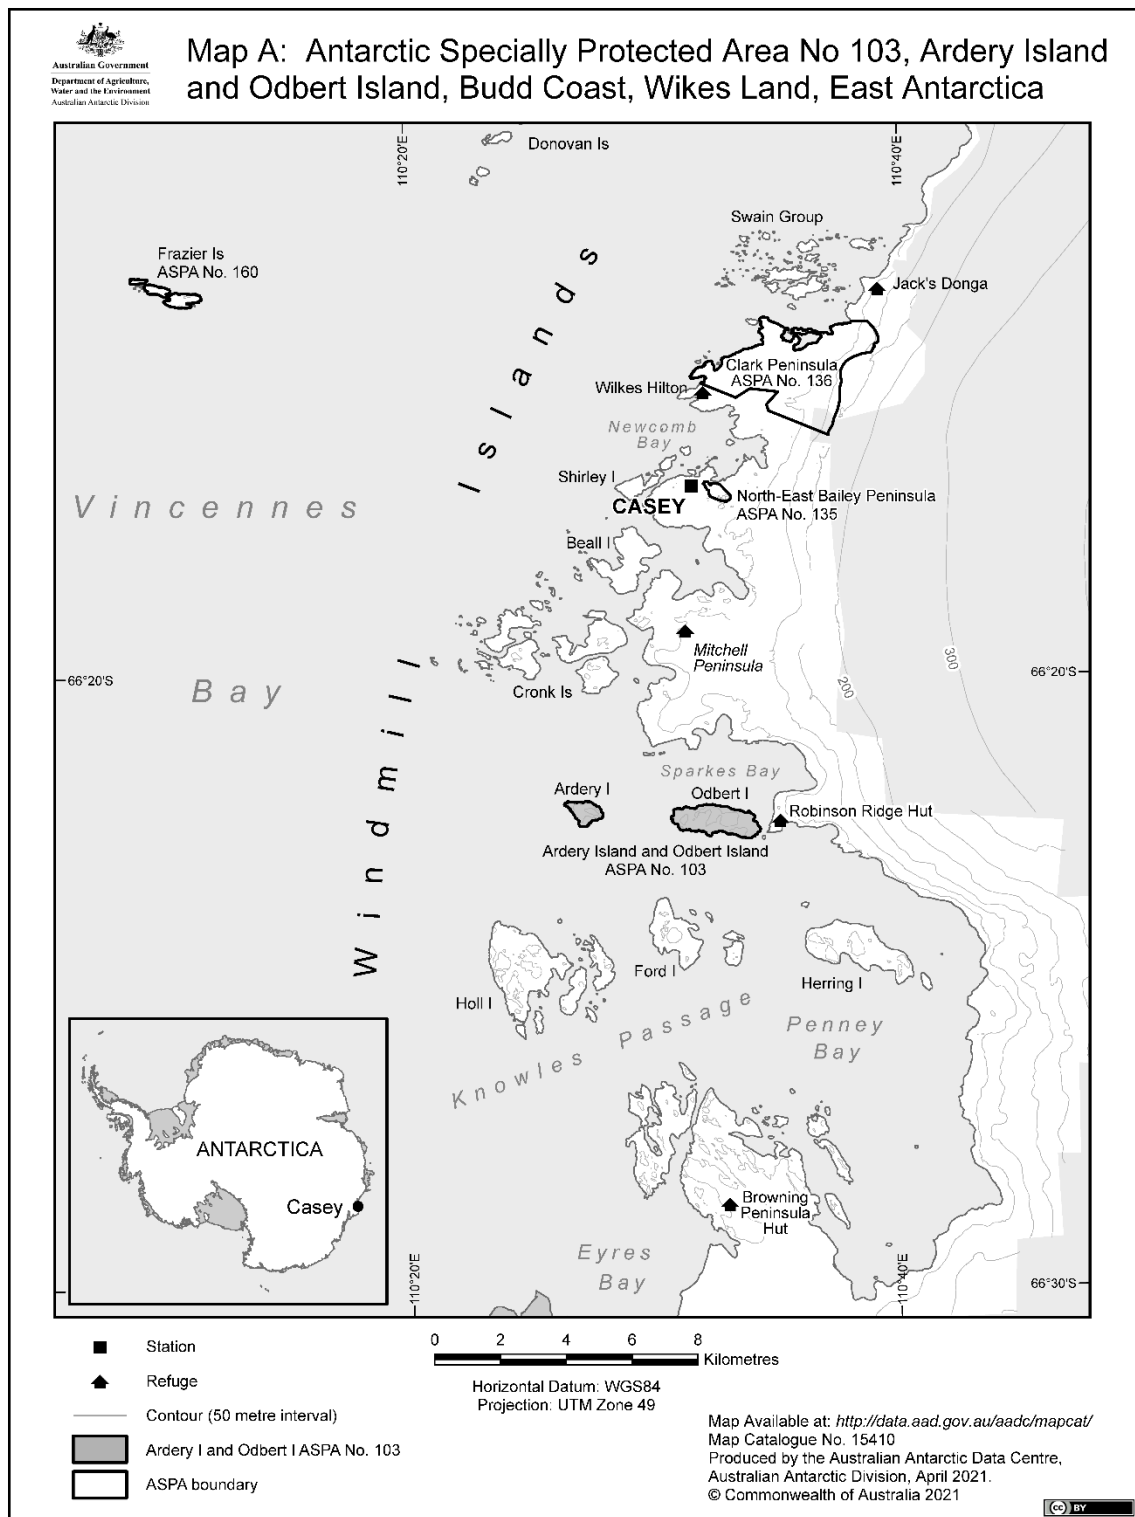 Australian Government
Department of Agriculture,
Water and the Environment
Australian Antarctic Division
Map A:  Antarctic Specially Protected Area No 103, Ardery Island
and Odbert Island, Budd Coast, Wikes Land, East Antarctica
110°20'E
110°40'E
Donovan Is
Swain Group
Frazier Is
ASPA No. 160
Jack's Donga
Clark Peninsula
ASPA No. 136
Wilkes Hilton
Newcomb
Bay
Shirley I
CASEY
North-East Bailey Peninsula
ASPA No. 135
Vincennes
Bay
Windmill Islands
Beall I
Mitchell
Peninsula
Cronk Is
66°20'S
66°20'S
300
200
Sparkes Bay
Ardery I
Odbert I
Robinson Ridge Hut
Ardery Island and Odbert Island
ASPA No. 103
Ford I
Herring I
Holl I
Knowles Passage
Penney
Bay
ANTARCTICA
Casey
Browning
Peninsula
Hut
Eyres
Bay
110°20'E
110°40'E
66°30'S
0 2 4 6 8
Kilometres
Horizontal Datum: WGS84
Projection: UTM Zone 49
Station
Refuge
Contour (50 metre interval)
Ardery I and Odbert I ASPA No. 103
ASPA boundary
Map Available at: http://data.aad.gov.au/aadc/mapcat/
Map Catalogue No. 15410
Produced by the Australian Antarctic Data Centre,
Australian Antarctic Division, April 2021.
© Commonwealth of Australia 2021
cc BY